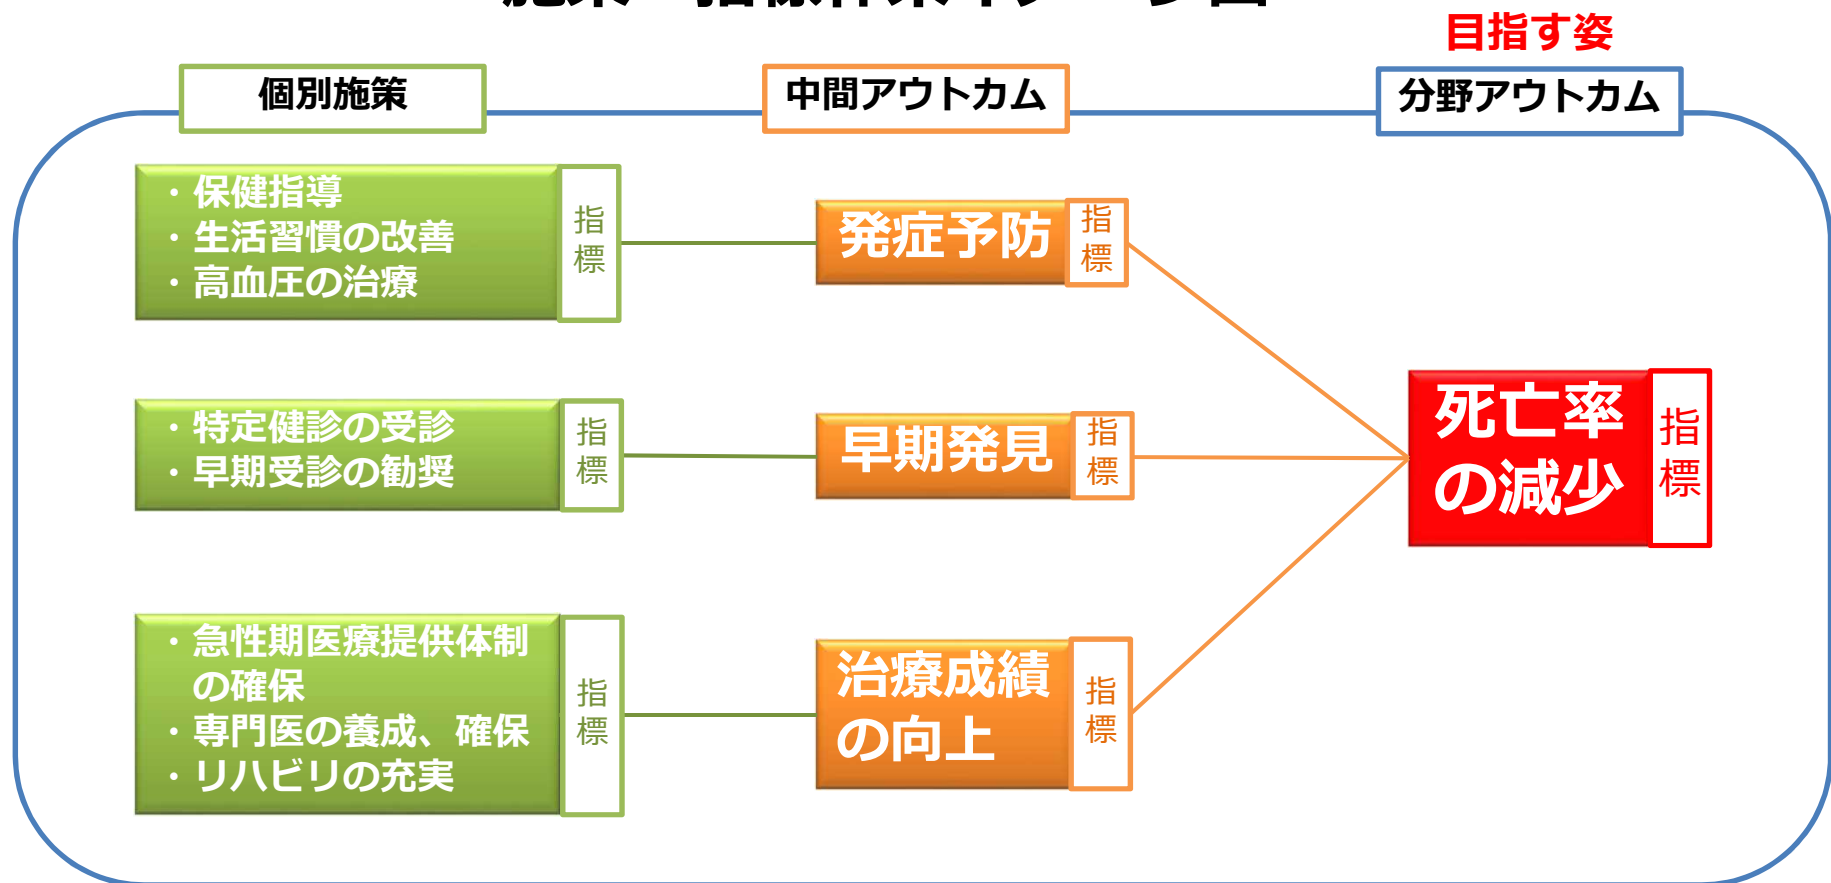 目指す姿
個別施策
中間アウトカム
分野アウトカム
・保健指導
・生活習慣の改善
・高血圧の治療
指標
発症予防
指標
・特定健診の受診
・早期受診の勧奨
指標
早期発見
指標
死亡率
の減少
指標
・急性期医療提供体制
の確保
・専門医の養成、確保
・リハビリの充実
指標
治療成績
の向上
指標